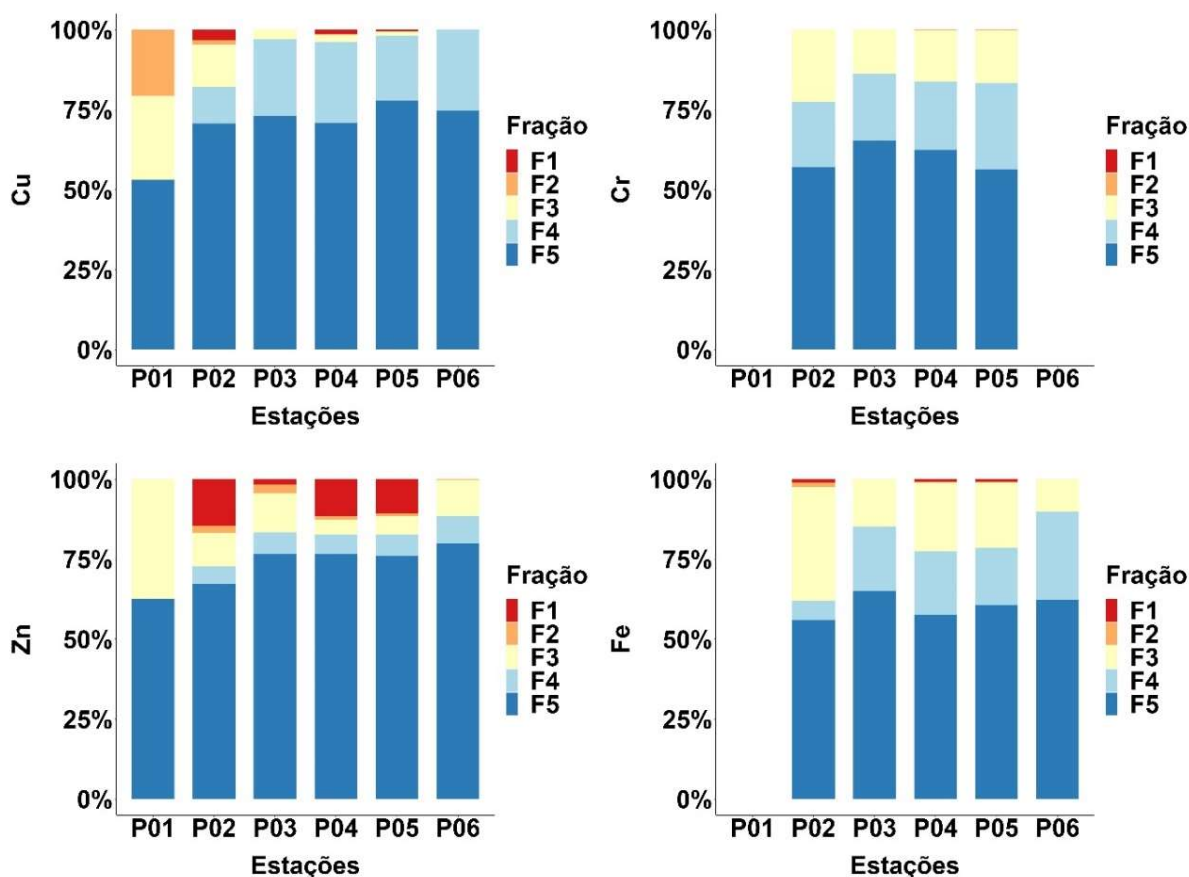 100%
75%
50%
25%
0%
Cu
P01 P02 P03 P04 P05 P06
Estações
Fração
F1
F2
F3
F4
F5
100%
75%
50%
25%
0%
Cr
P01 P02 P03 P04 P05 P06
Estações
Fração
F1
F2
F3
F4
F5
100%
75%
50%
25%
0%
Zn
P01 P02 P03 P04 P05 P06
Estações
Fração
F1
F2
F3
F4
F5
100%
75%
50%
25%
0%
Fe
P01 P02 P03 P04 P05 P06
Estações
Fração
F1
F2
F3
F4
F5